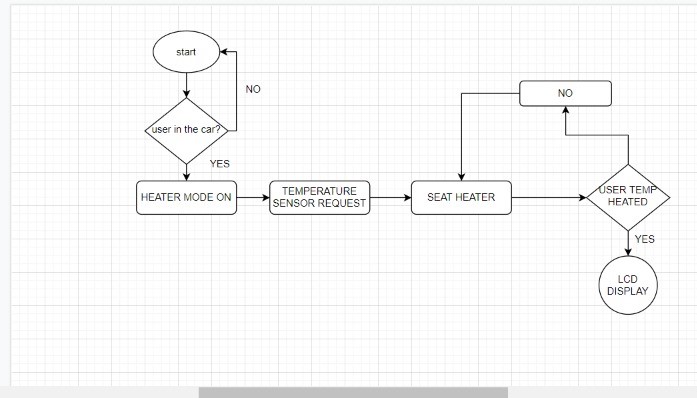 start
NO
user in the car?
YES
HEATER MODE ON
TEMPERATURE
SENSOR REQUEST
SEAT HEATER
NO
USER TEMP
HEATED
YES
LCD
DISPLAY